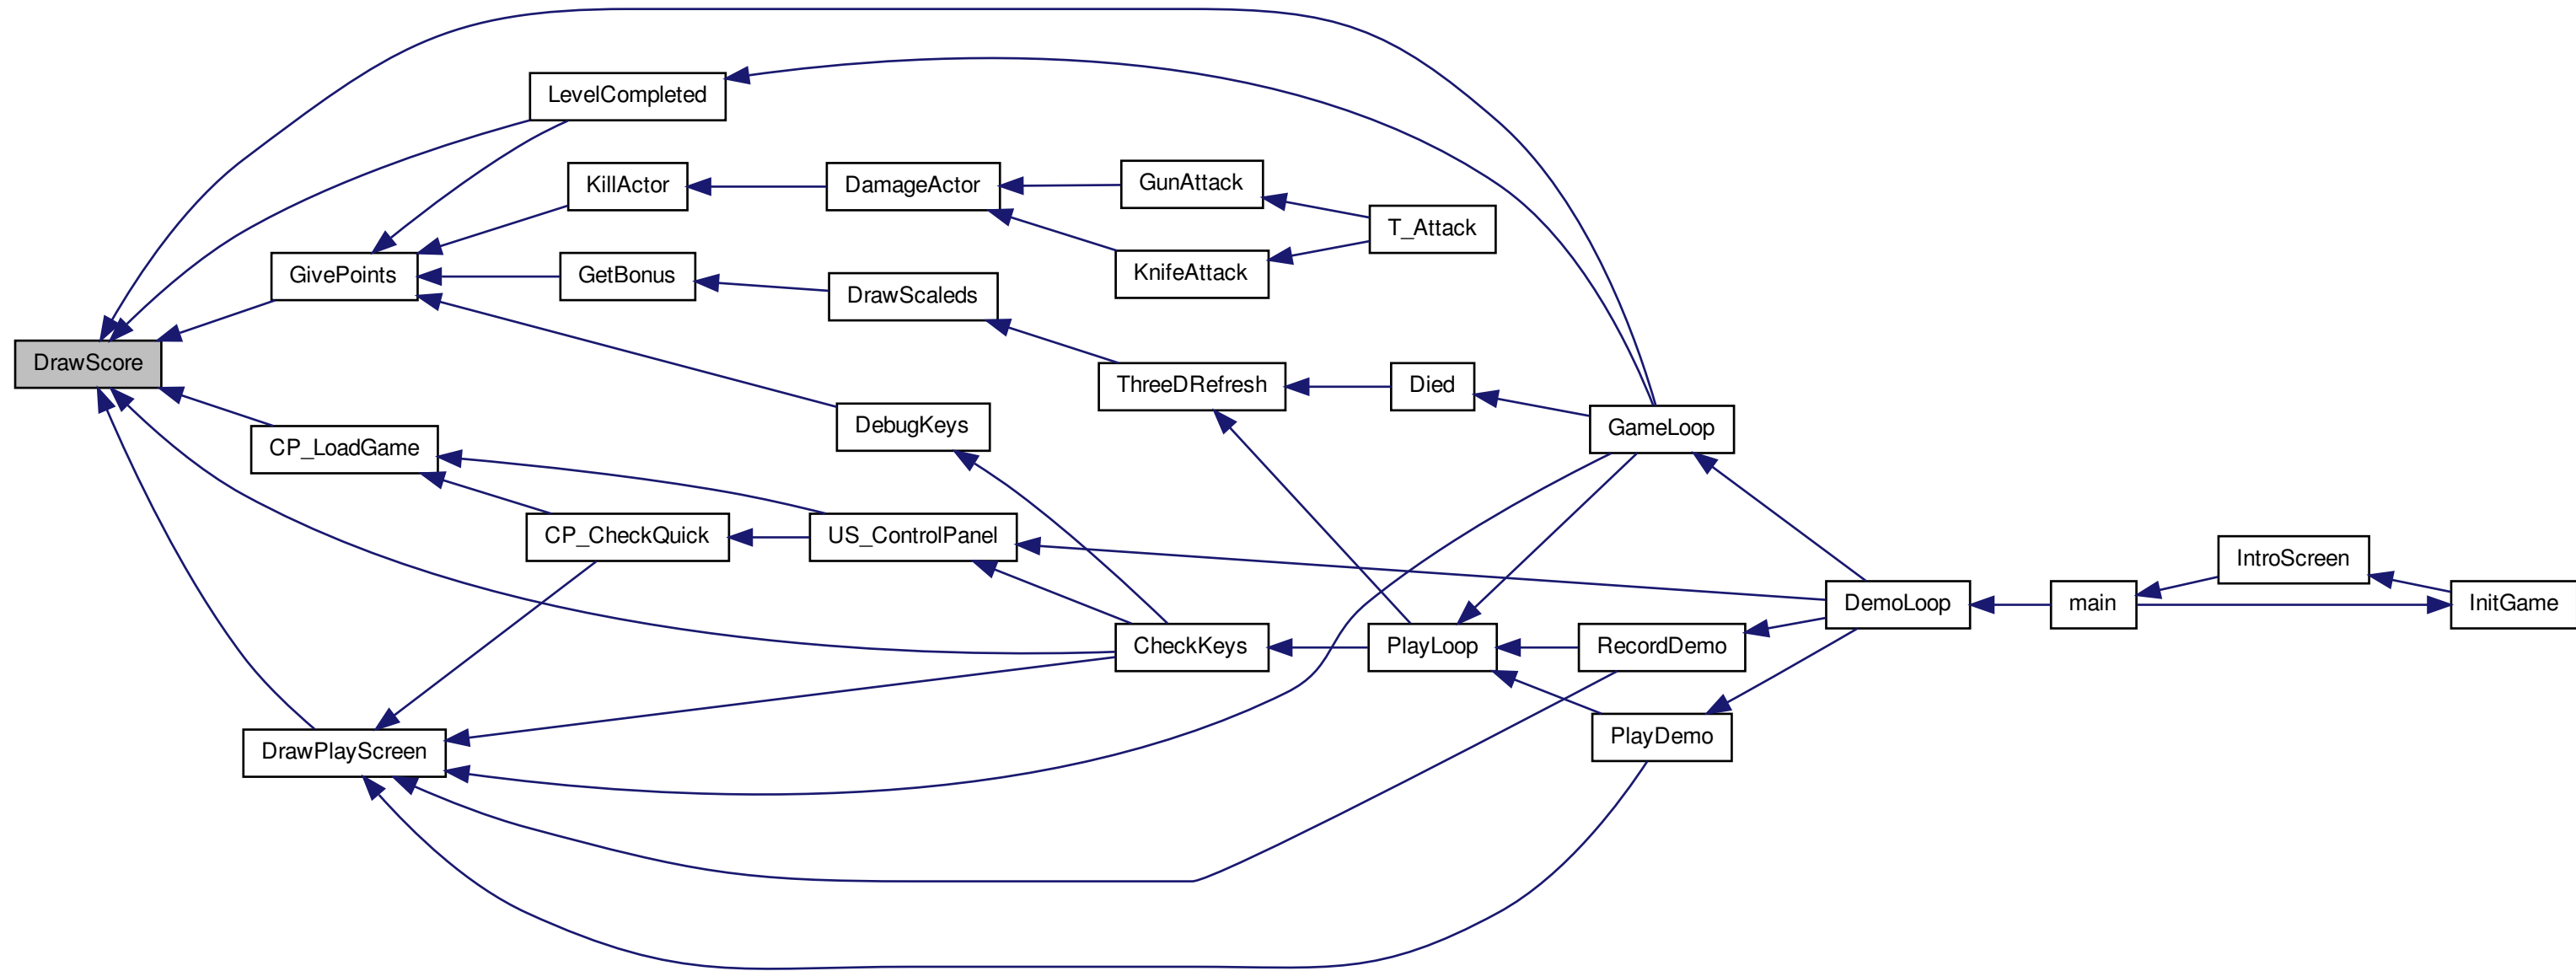 LevelCompleted
KillActor
DamageActor
GunAttack
T_Attack
GivePoints
GetBonus
KnifeAttack
DrawScaleds
DrawScore
ThreeDRefresh
Died
DebugKeys
GameLoop
CP_LoadGame
CP_CheckQuick
US_ControlPanel
IntroScreen
DemoLoop
main
InitGame
CheckKeys
PlayLoop
RecordDemo
DrawPlayScreen
PlayDemo